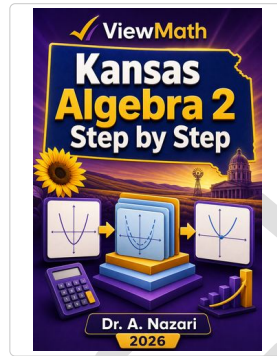 ViewMath
Kansas
Algebra 2
Step by Step
Dr. A. Nazari
2026